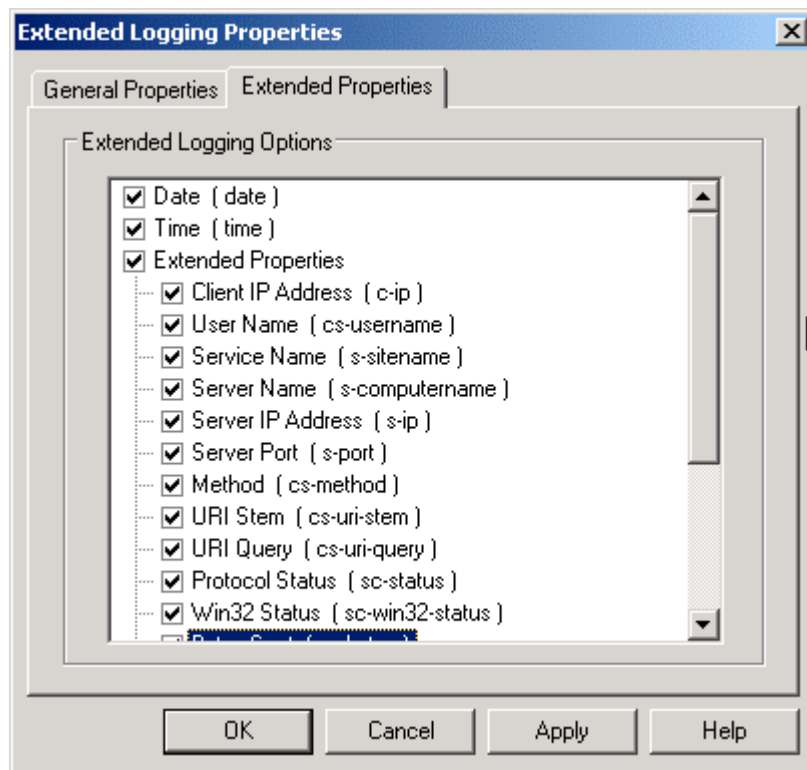 Extended Logging Properties
General Properties
Extended Properties
Extended Logging Options
Date ( date )
Time ( time )
Extended Properties
Client IP Address ( c-ip )
User Name ( cs-username )
Service Name ( s-sitename )
Server Name ( s-computername )
Server IP Address ( s-ip )
Server Port ( s-port )
Method ( cs-method )
URI Stem ( cs-uri-stem )
URI Query ( cs-uri-query )
Protocol Status ( sc-status )
Win32 Status ( sc-win32-status )
OK
Cancel
Apply
Help